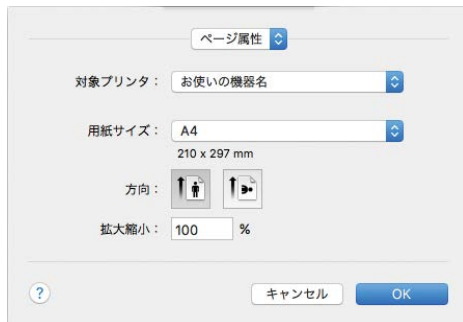 ページ属性
対象プリンタ： お使いの機器名
用紙サイズ： A4
210 x 297 mm
方向：
拡大縮小： 100 %
? キャンセル OK